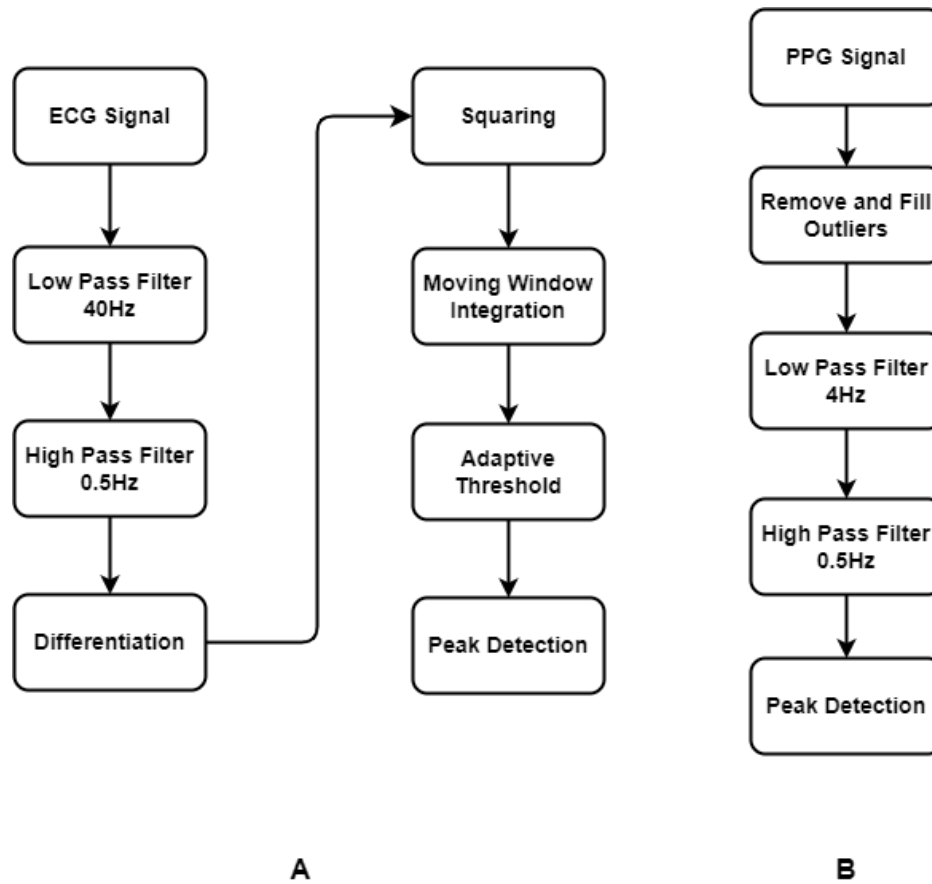 ECG Signal
Low Pass Filter
40Hz
High Pass Filter
0.5Hz
Differentiation
Squaring
Moving Window
Integration
Adaptive
Threshold
Peak Detection
A
PPG Signal
Remove and Fill
Outliers
Low Pass Filter
4Hz
High Pass Filter
0.5Hz
Peak Detection
B